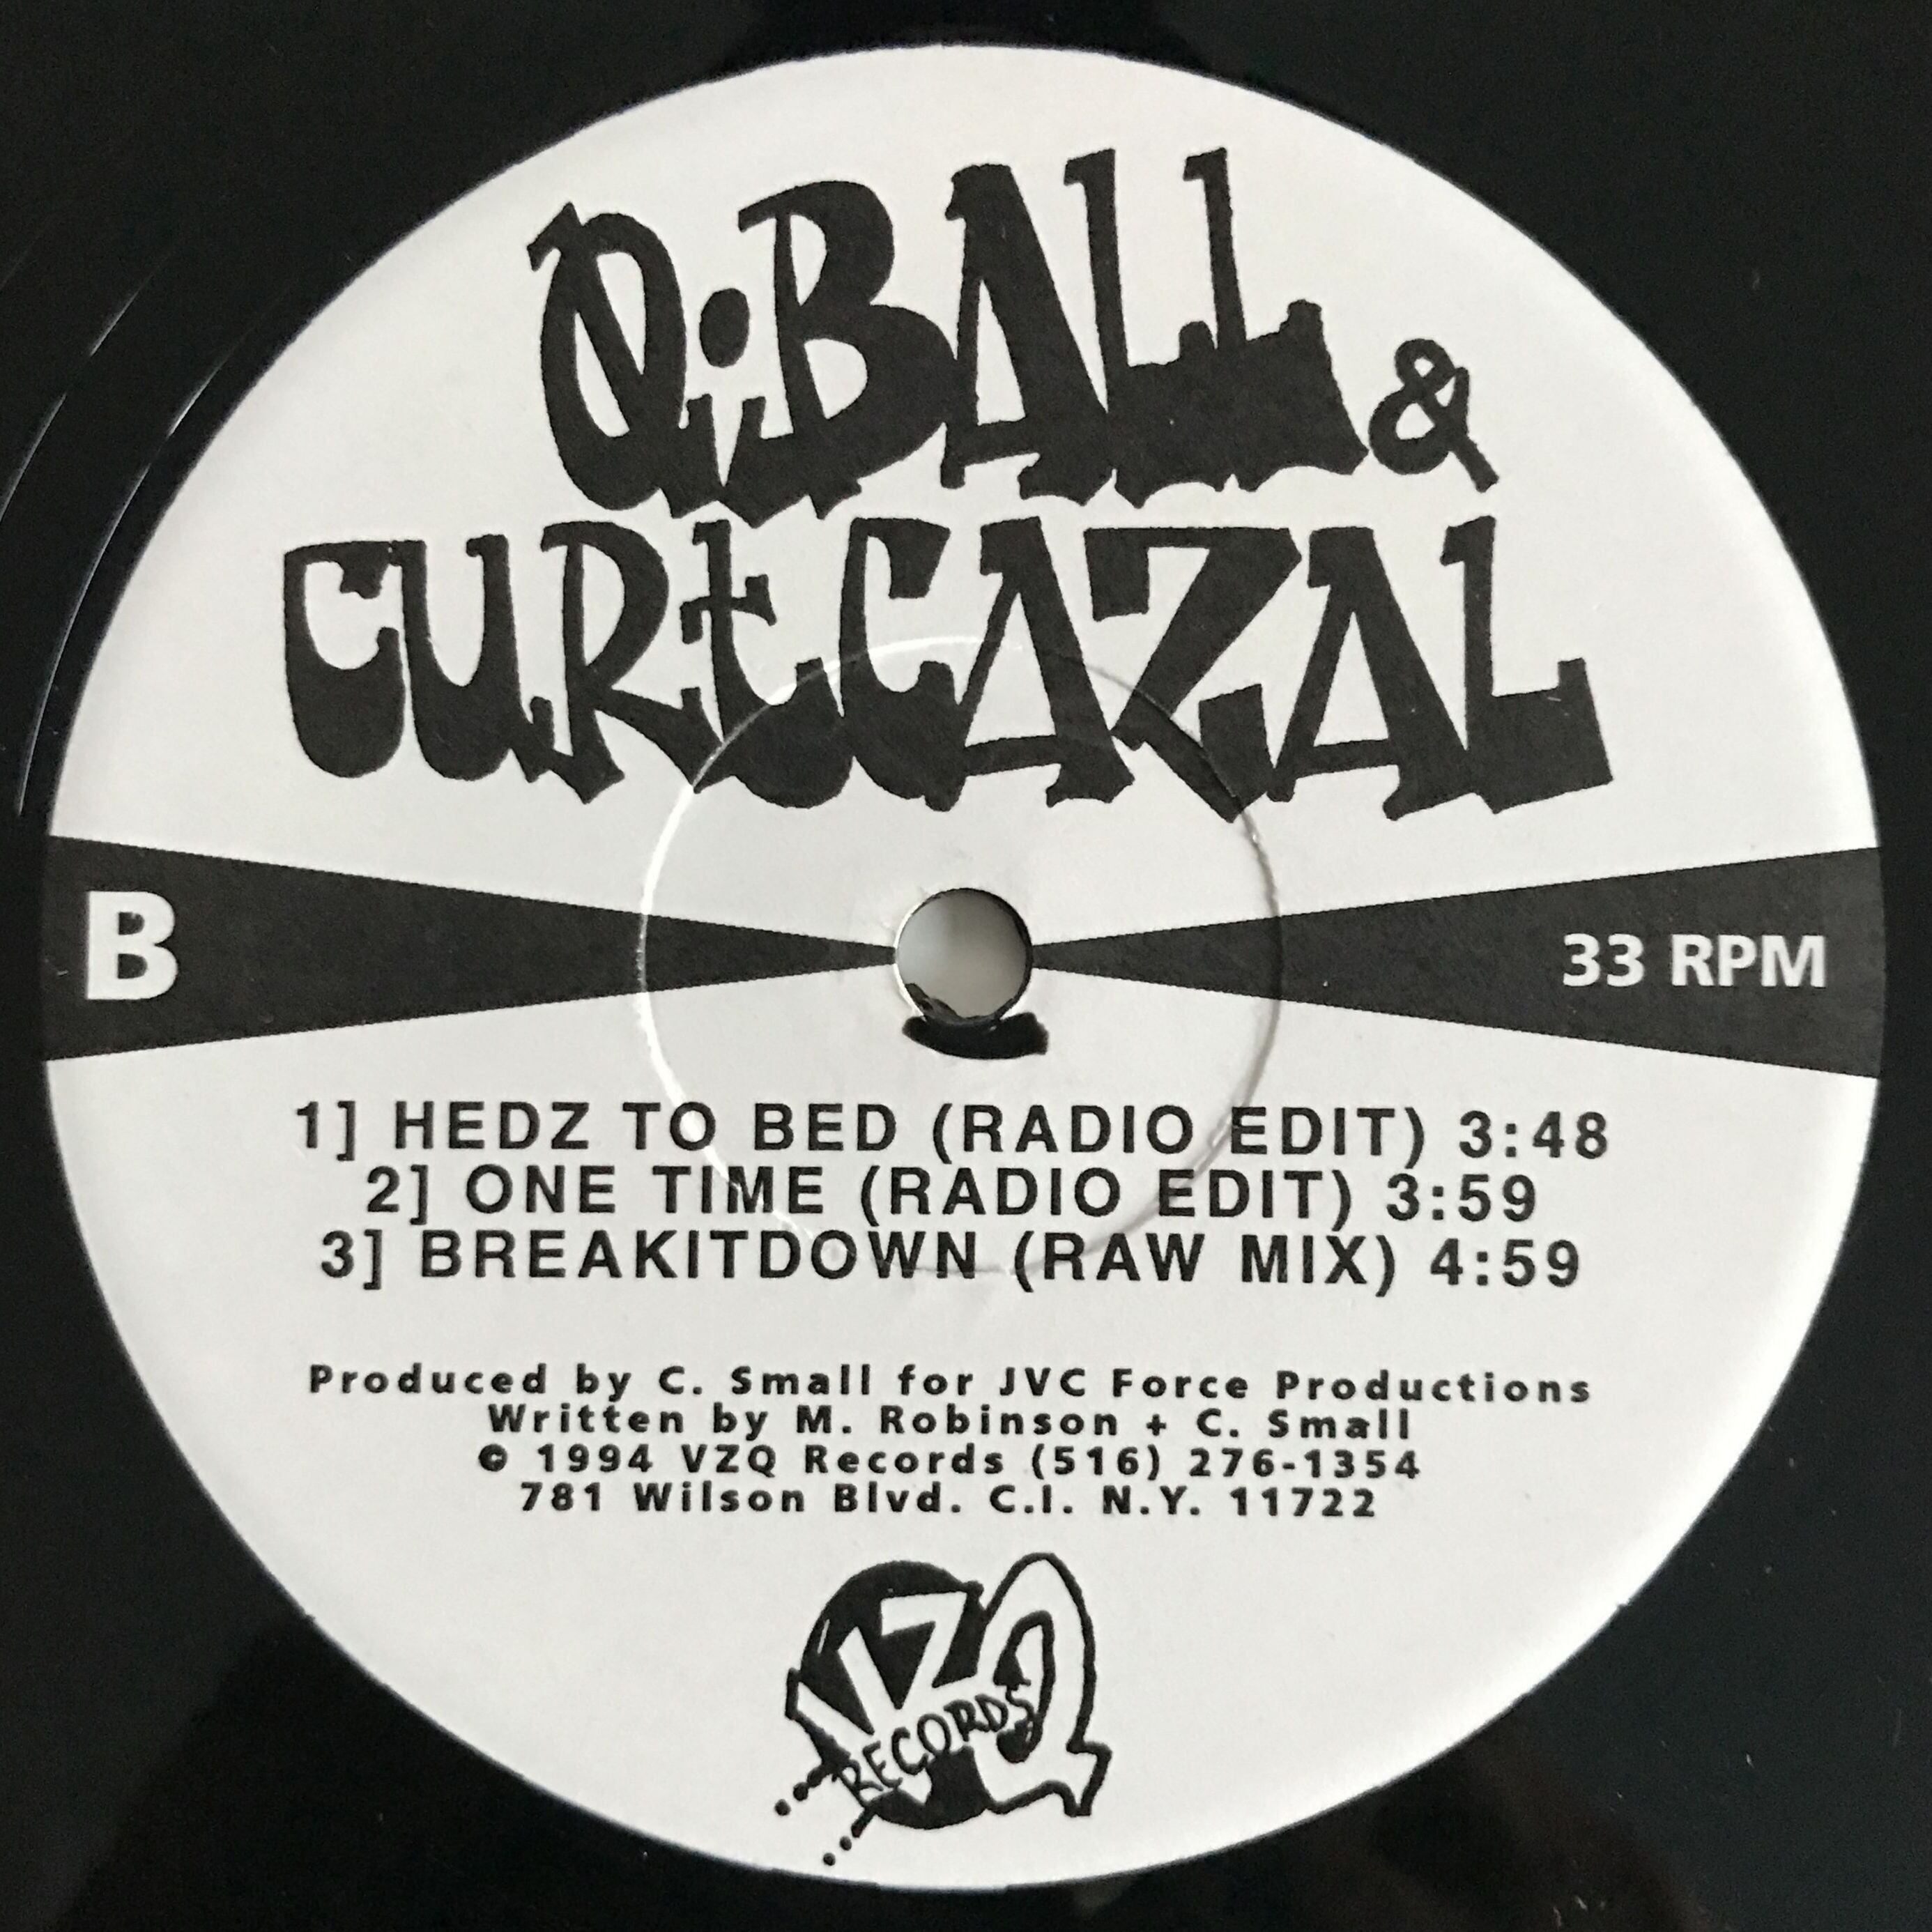 Q·BALL &
CURT CAZAL
B
33 RPM
1] HEDZ TO BED (RADIO EDIT) 3:48
2] ONE TIME (RADIO EDIT) 3:59
3] BREAKITDOWN (RAW MIX) 4:59
Produced by C. Small for JVC Force Productions
Written by M. Robinson + C. Small
© 1994 VZQ Records (516) 276-1354
781 Wilson Blvd. C.I. N.Y. 11722
VZQ
RECORDS